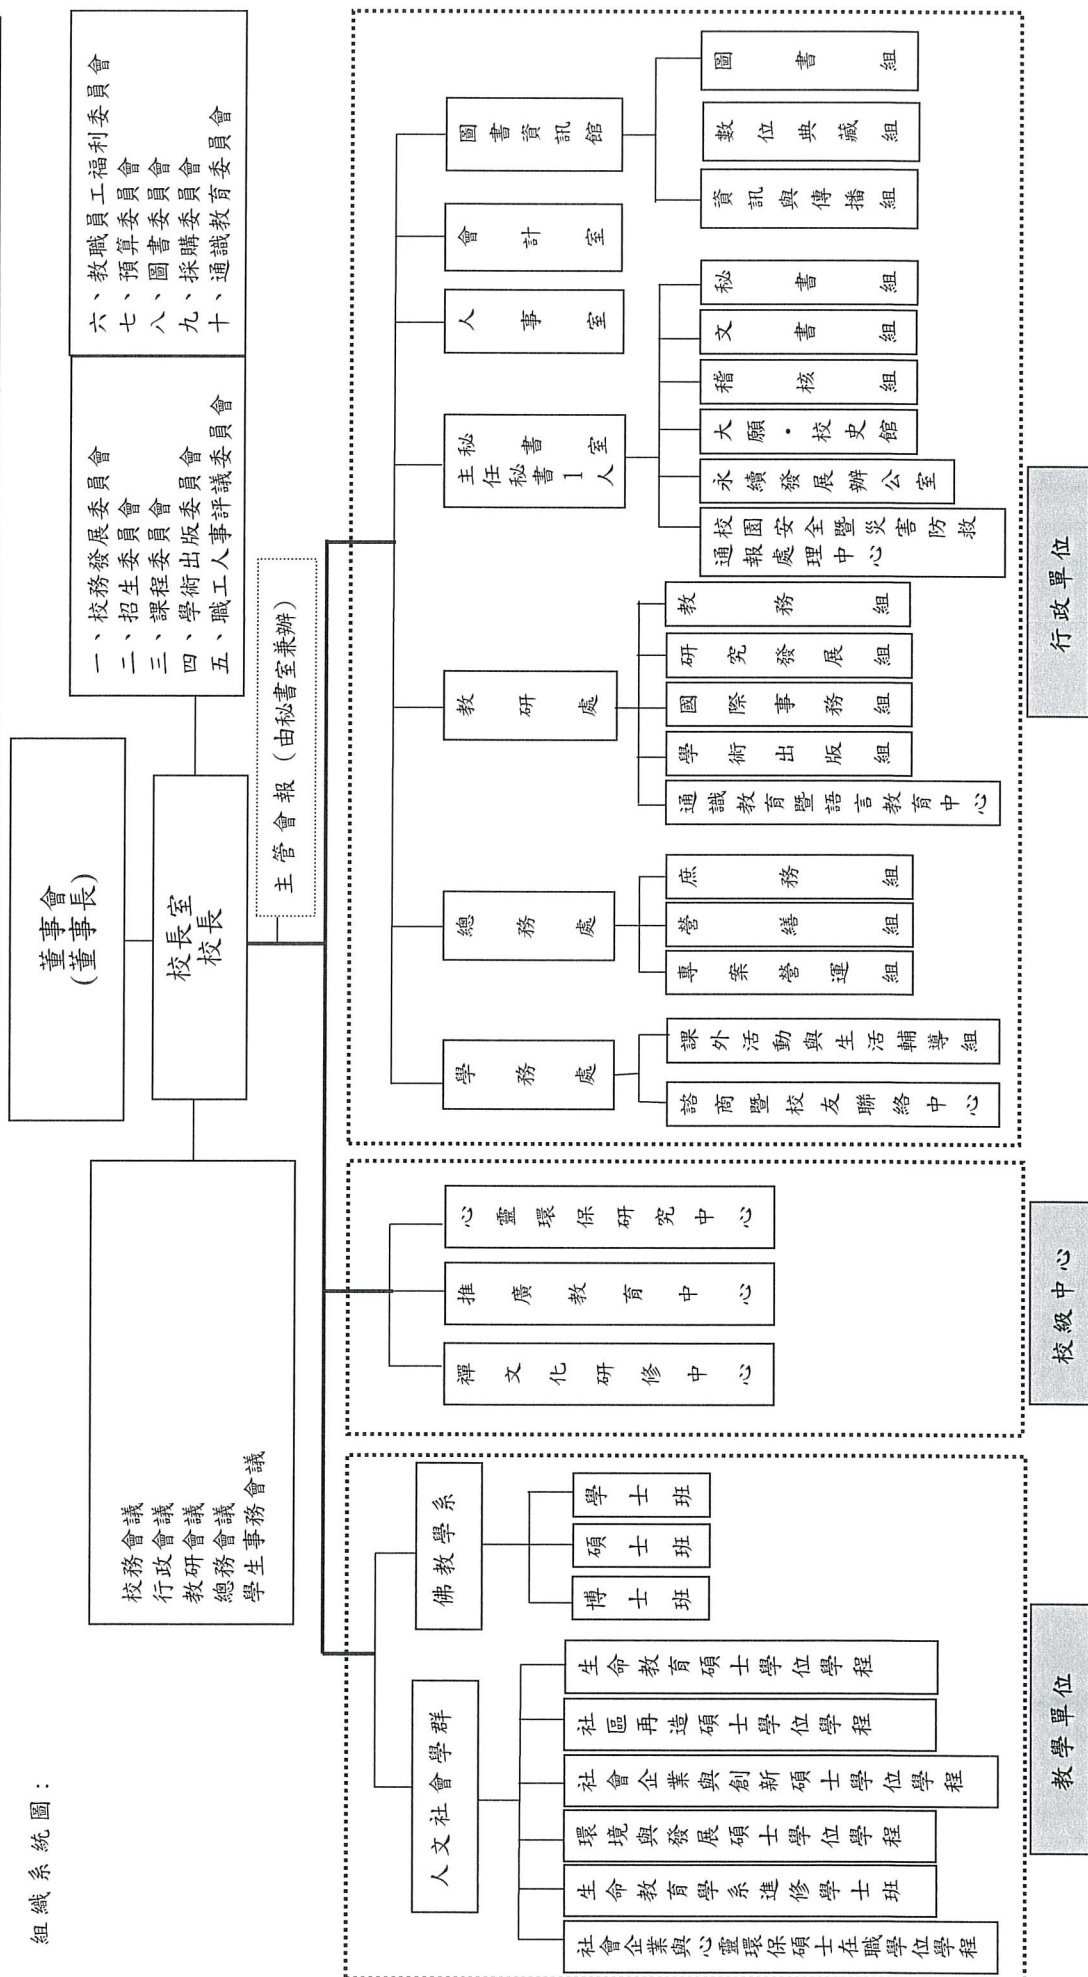 組織系統圖：
董事會
(董事長)
校長室
校長
校務會議
行政會議
教研會議
總務會議
學生事務會議
一、校務發展委員會
二、招生委員會
三、課程委員會
四、學術出版委員會
五、職工人事評議委員會
六、教職員工福利委員會
七、預算委員會
八、圖書委員會
九、採購委員會
十、通識教育委員會
主管會報（由秘書室兼辦）
人文社會學群
社會企業與心靈環保碩士在職學位學程
生命教育學系進修學士班
環境與發展碩士學位學程
社會企業與創新碩士學位學程
社區再造碩士學位學程
生命教育碩士學位學程
佛教學系
博士班
碩士班
學士班
教學單位
禪文化研修中心
推廣教育中心
心靈環保研究中心
校級中心
學務處
諮商暨校友聯絡中心
課外活動與生活輔導組
總務處
專案營運組
營繕組
庶務組
教研處
通識教育暨語言教育中心
學術出版組
國際事務組
研究發展組
教務組
秘書室
主任秘書1人
校園安全暨災害防救
通報處理中心
永續發展辦公室
大願・校史館
稽核組
文書組
秘書組
人事室
會計室
圖書資訊館
資訊與傳播組
數位典藏組
圖書組
行政單位